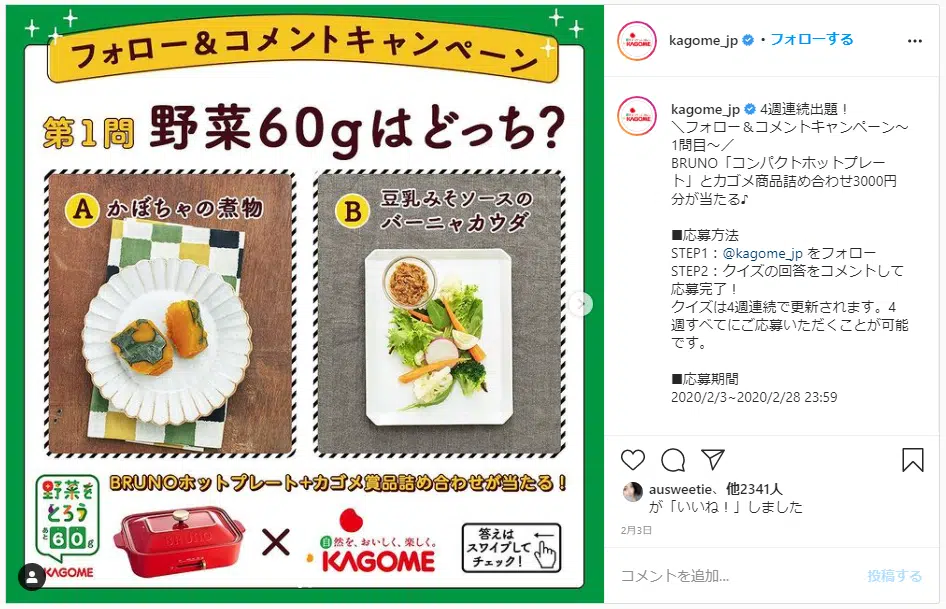 フォロー＆コメントキャンペーン
第1問 野菜60gはどっち?
A かぼちゃの煮物
B 豆乳みそソースの
バーニャカウダ
BRUNOホットプレート+カゴメ賞品詰め合わせが当たる！
野菜を
とろう
あと
60g
KAGOME
BRUNO
×
自然を、おいしく、楽しく。
KAGOME
答えは
スワイプして
チェック！
kagome_jp • フォローする
kagome_jp 4週連続出題！
＼フォロー＆コメントキャンペーン～
1問目～／
BRUNO「コンパクトホットプレー
ト」とカゴメ商品詰め合わせ3000円
分が当たる♪
■応募方法
STEP1：@kagome_jp をフォロー
STEP2：クイズの回答をコメントして
応募完了！
クイズは4週連続で更新されます。4
週すべてにご応募いただくことが可能
です。
■応募期間
2020/2/3~2020/2/28 23:59
ausweetie、他2341人
が「いいね！」しました
2月3日
コメントを追加...
投稿する